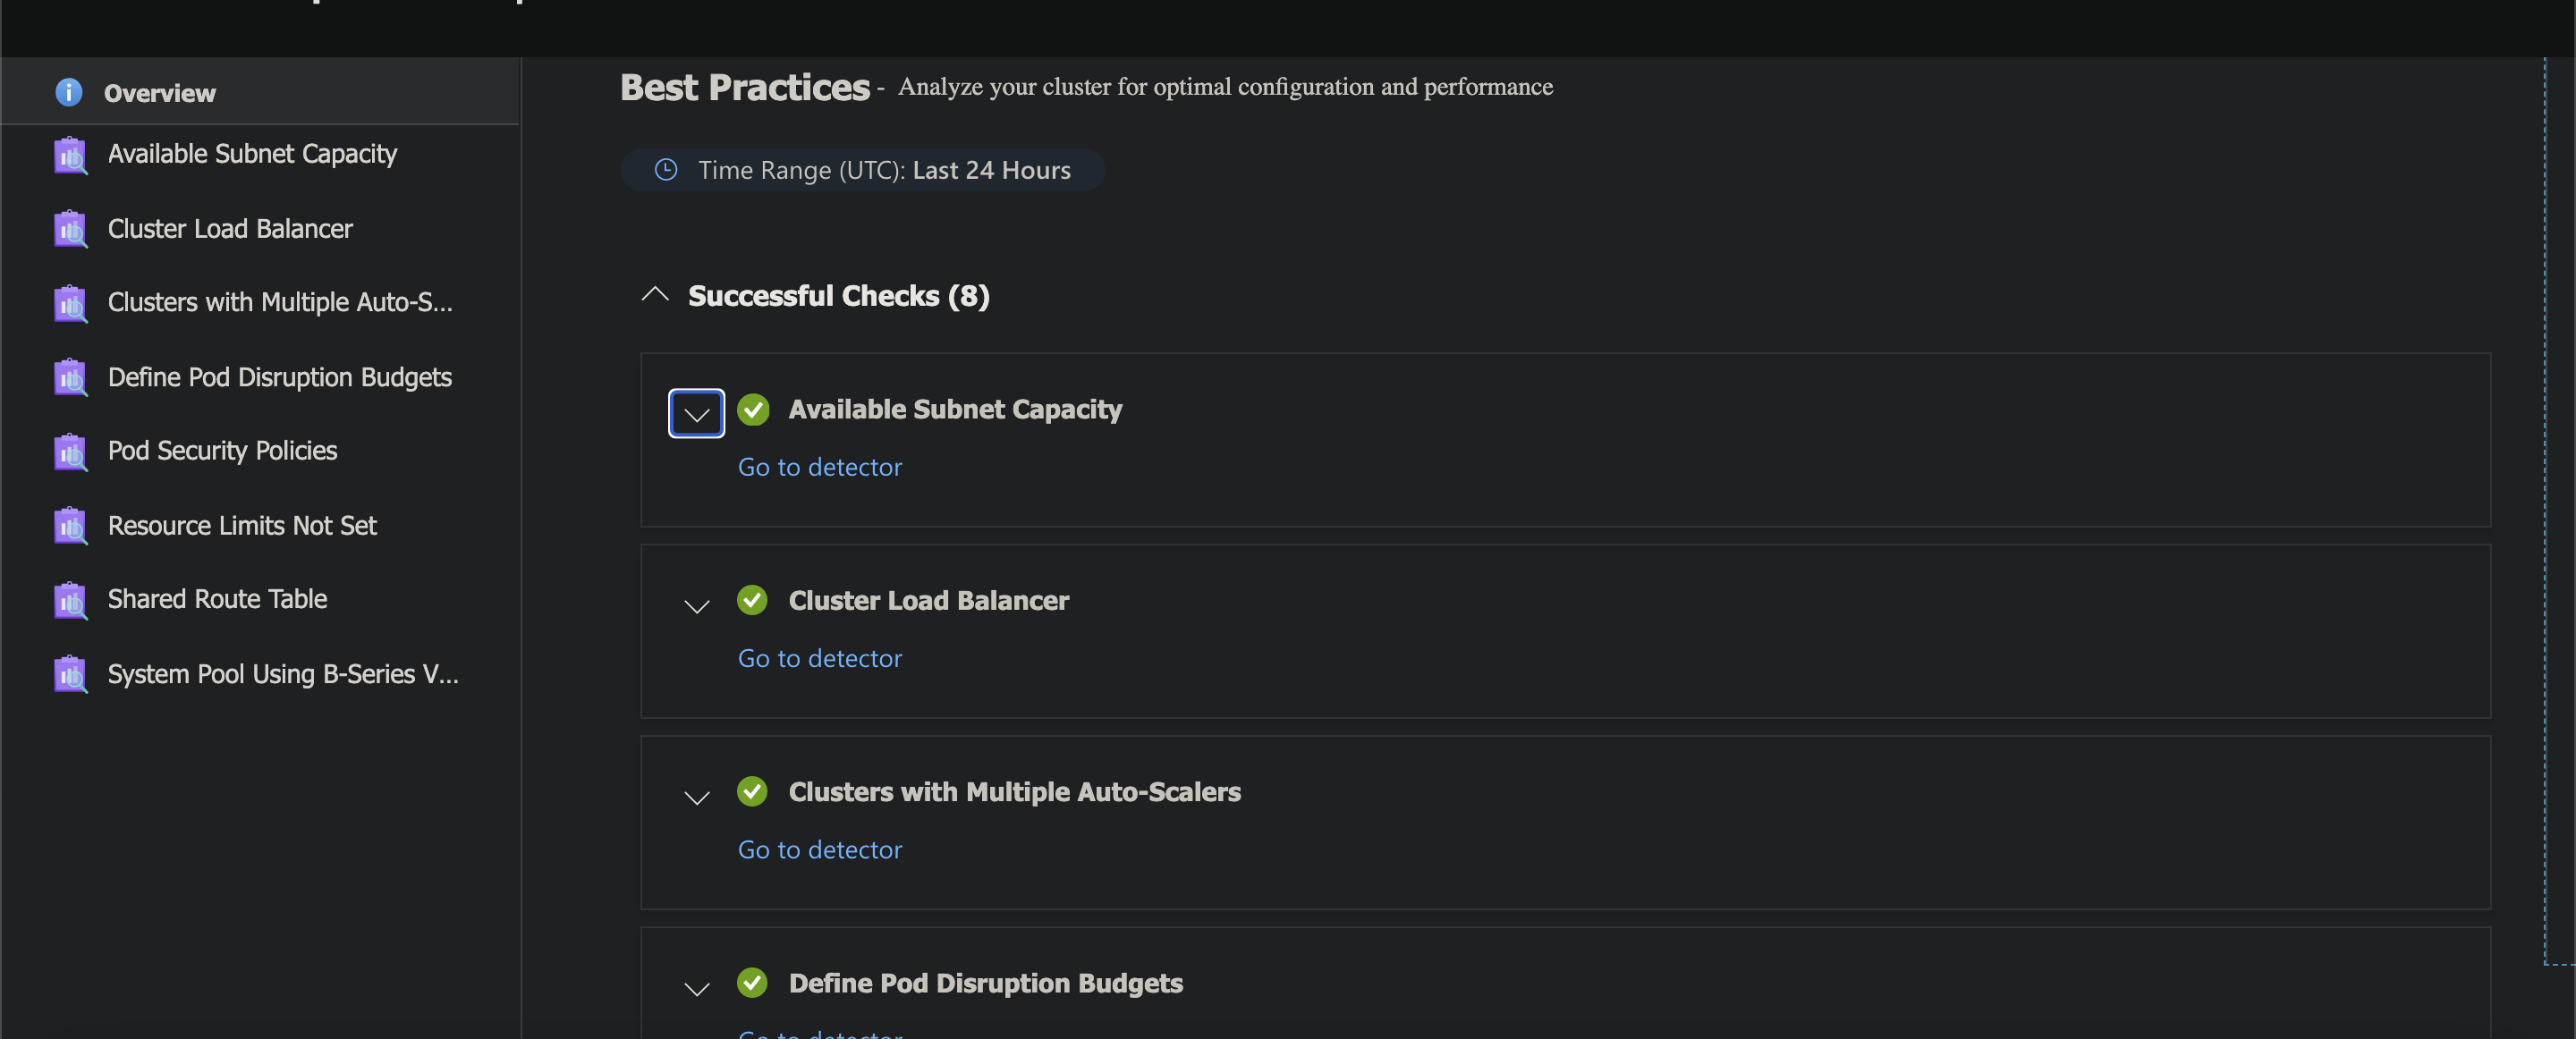 Overview
Available Subnet Capacity
Cluster Load Balancer
Clusters with Multiple Auto-S...
Define Pod Disruption Budgets
Pod Security Policies
Resource Limits Not Set
Shared Route Table
System Pool Using B-Series V...
Best Practices - Analyze your cluster for optimal configuration and performance
Time Range (UTC): Last 24 Hours
Successful Checks (8)
Available Subnet Capacity
Go to detector
Cluster Load Balancer
Go to detector
Clusters with Multiple Auto-Scalers
Go to detector
Define Pod Disruption Budgets
Go to detector